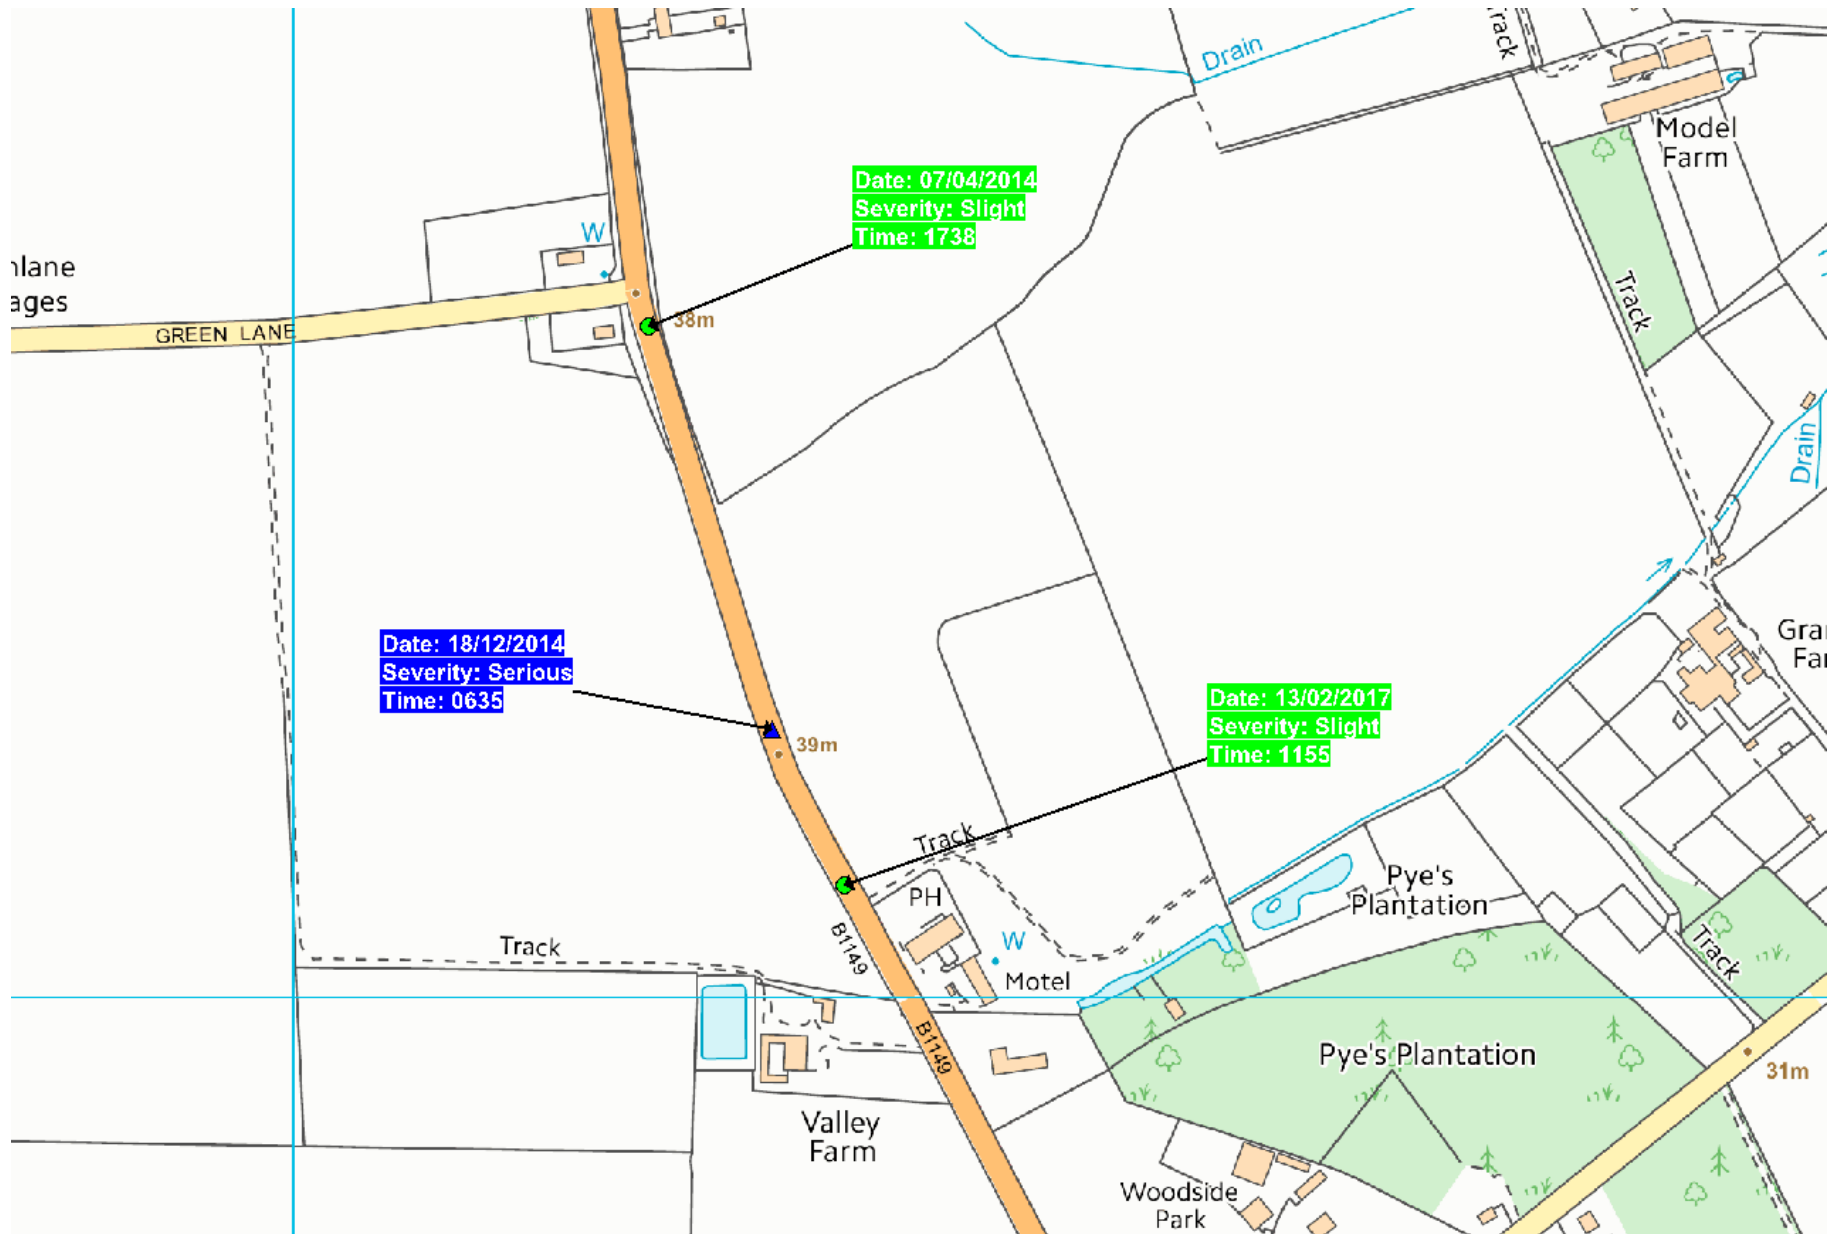 Track
Drain
Model
Farm
Date: 07/04/2014
Severity: Slight
Time: 1738
W
nlane
ages
GREEN LANE
38m
Track
Drain
Date: 18/12/2014
Severity: Serious
Time: 0635
39m
Date: 13/02/2017
Severity: Slight
Time: 1155
Gra
Far
Track
PH
Pye's
Plantation
B1149
W
Track
Motel
Track
B1149
Pye's Plantation
31m
Valley
Farm
Woodside
Park